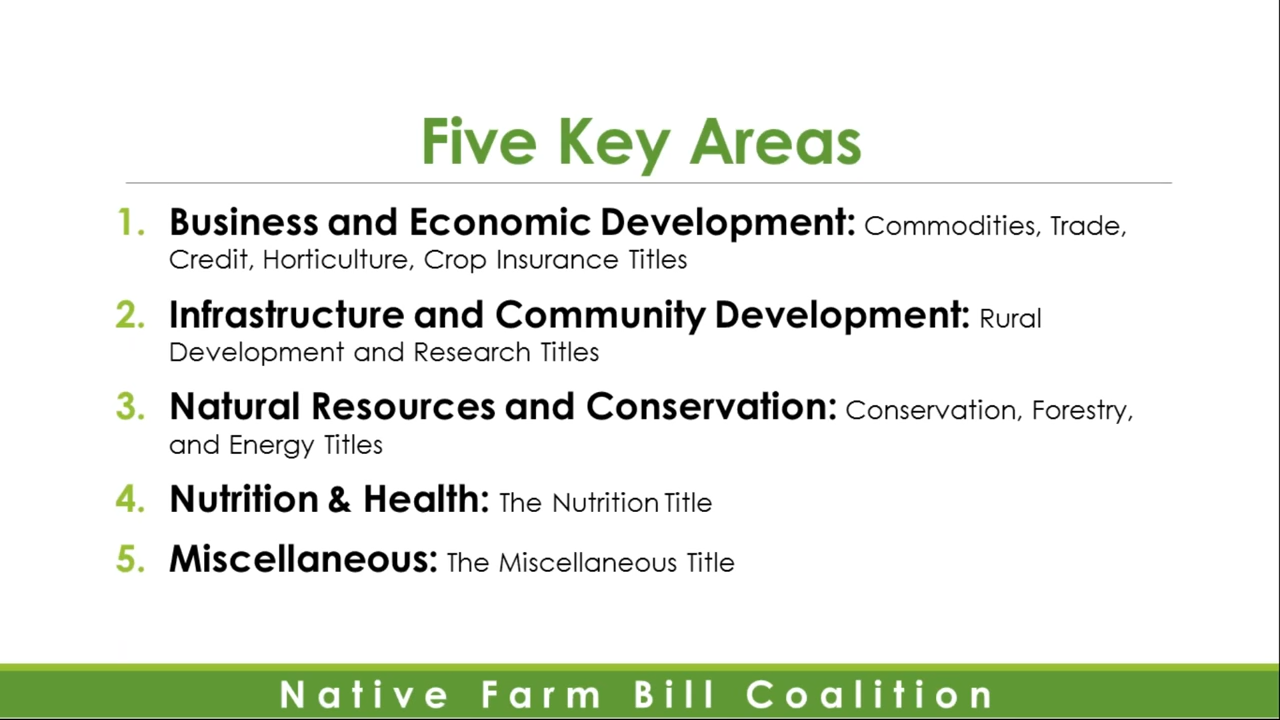 Five Key Areas
1. Business and Economic Development: Commodities, Trade,
Credit, Horticulture, Crop Insurance Titles
2. Infrastructure and Community Development: Rural
Development and Research Titles
3. Natural Resources and Conservation: Conservation, Forestry,
and Energy Titles
4. Nutrition & Health: The Nutrition Title
5. Miscellaneous: The Miscellaneous Title
Native Farm Bill Coalition